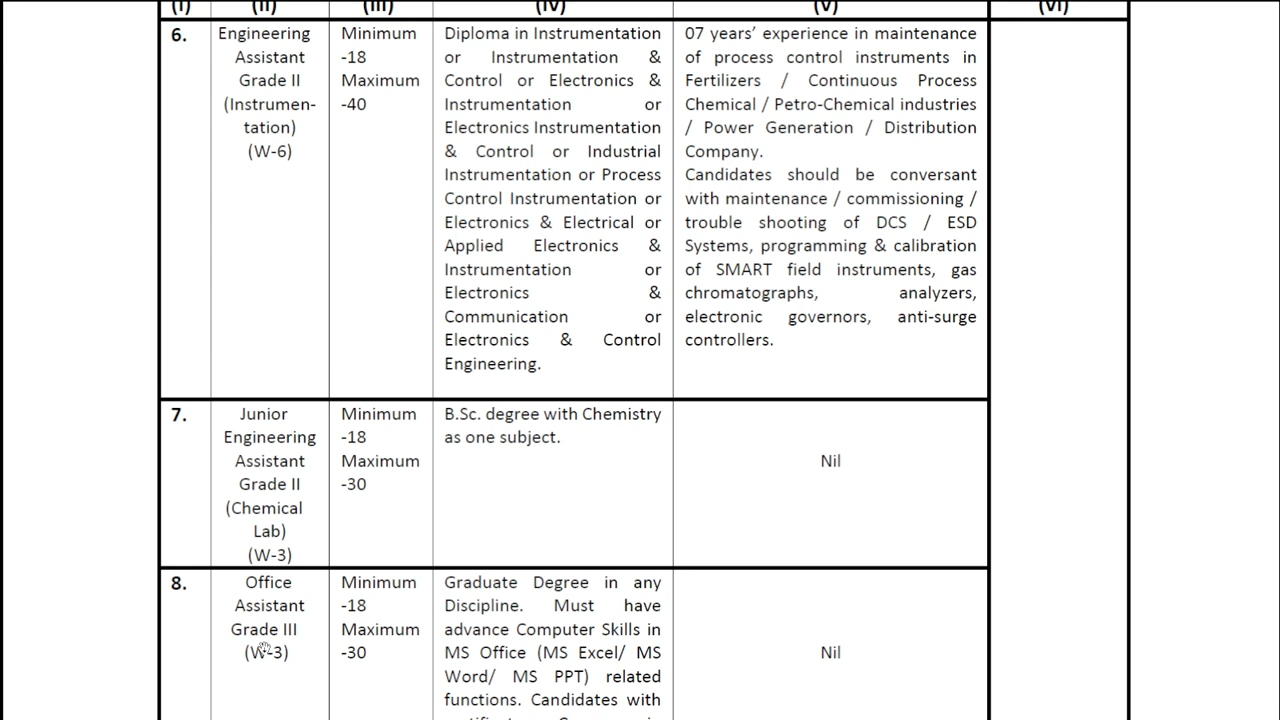 (I) (II) (III) (IV) (V) (VI)
6.
Engineering
Assistant
Grade II
(Instrumen-
tation)
(W-6)
Minimum
-18
Maximum
-40
Diploma in Instrumentation
or Instrumentation &
Control or Electronics &
Instrumentation or
Electronics Instrumentation
& Control or Industrial
Instrumentation or Process
Control Instrumentation or
Electronics & Electrical or
Applied Electronics &
Instrumentation or
Electronics &
Communication or
Electronics & Control
Engineering.
07 years’ experience in maintenance
of process control instruments in
Fertilizers / Continuous Process
Chemical / Petro-Chemical industries
/ Power Generation / Distribution
Company.
Candidates should be conversant
with maintenance / commissioning /
trouble shooting of DCS / ESD
Systems, programming & calibration
of SMART field instruments, gas
chromatographs, analyzers,
electronic governors, anti-surge
controllers.
7.
Junior
Engineering
Assistant
Grade II
(Chemical
Lab)
(W-3)
Minimum
-18
Maximum
-30
B.Sc. degree with Chemistry
as one subject.
Nil
8.
Office
Assistant
Grade III
(W-3)
Minimum
-18
Maximum
-30
Graduate Degree in any
Discipline. Must have
advance Computer Skills in
MS Office (MS Excel/ MS
Word/ MS PPT) related
functions. Candidates with
Nil